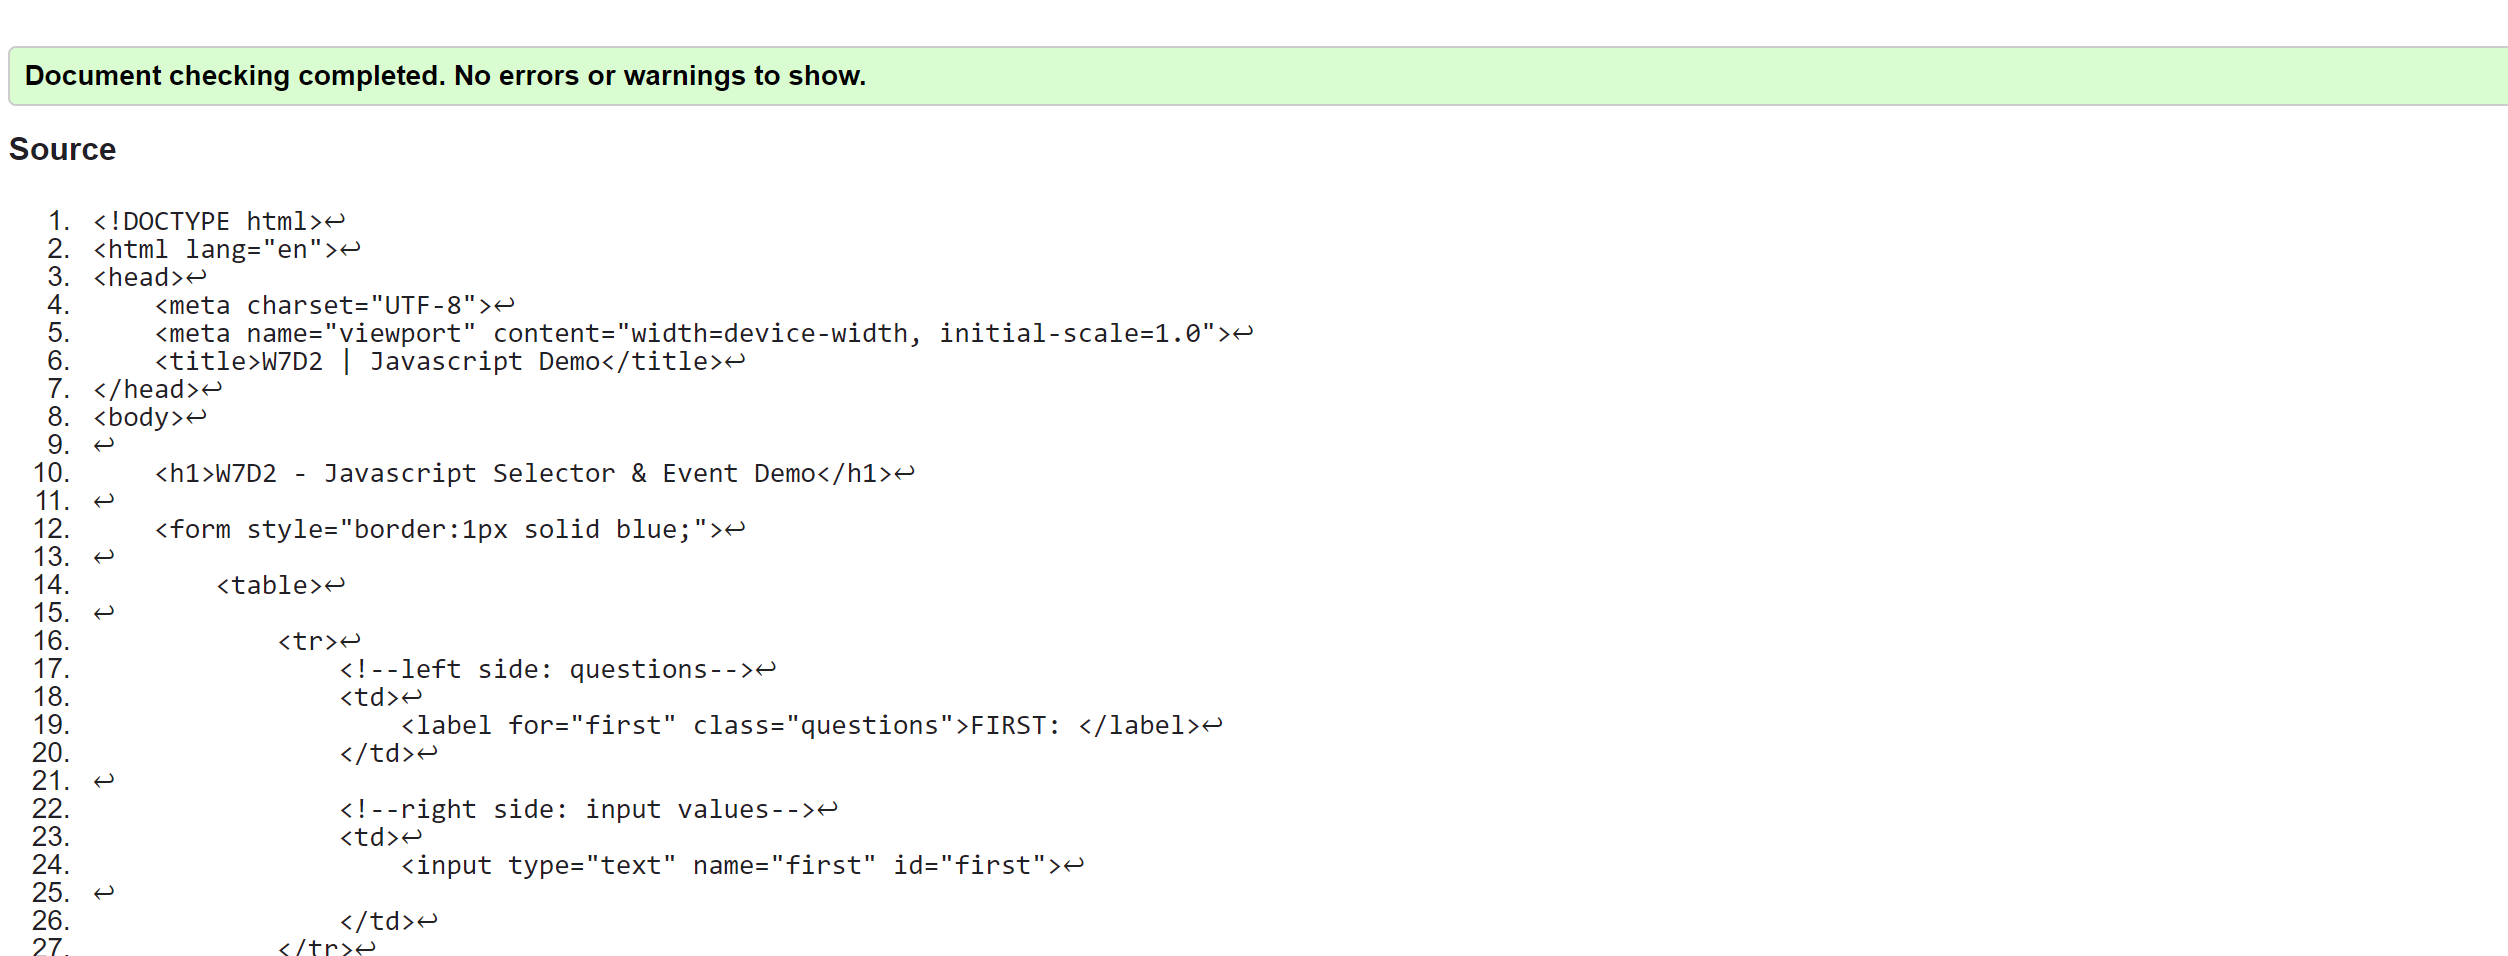 Document checking completed. No errors or warnings to show.
Source
1. <!DOCTYPE html>↩
2. <html lang="en">↩
3. <head>↩
4.     <meta charset="UTF-8">↩
5.     <meta name="viewport" content="width=device-width, initial-scale=1.0">↩
6.     <title>W7D2 | Javascript Demo</title>↩
7. </head>↩
8. <body>↩
9. ↩
10.     <h1>W7D2 - Javascript Selector & Event Demo</h1>↩
11. ↩
12.     <form style="border:1px solid blue;">↩
13. ↩
14.         <table>↩
15. ↩
16.             <tr>↩
17.                 <!--left side: questions-->↩
18.                 <td>↩
19.                     <label for="first" class="questions">FIRST: </label>↩
20.                 </td>↩
21. ↩
22.                 <!--right side: input values-->↩
23.                 <td>↩
24.                     <input type="text" name="first" id="first">↩
25. ↩
26.                 </td>↩
27.             </tr>↩